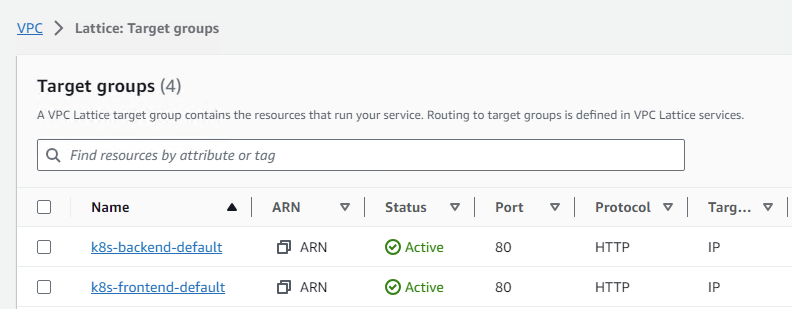 VPC > Lattice: Target groups
Target groups (4)
A VPC Lattice target group contains the resources that run your service. Routing to target groups is defined in VPC Lattice services.
Find resources by attribute or tag
Name ARN Status Port Protocol Targ...
k8s-backend-default ARN Active 80 HTTP IP
k8s-frontend-default ARN Active 80 HTTP IP